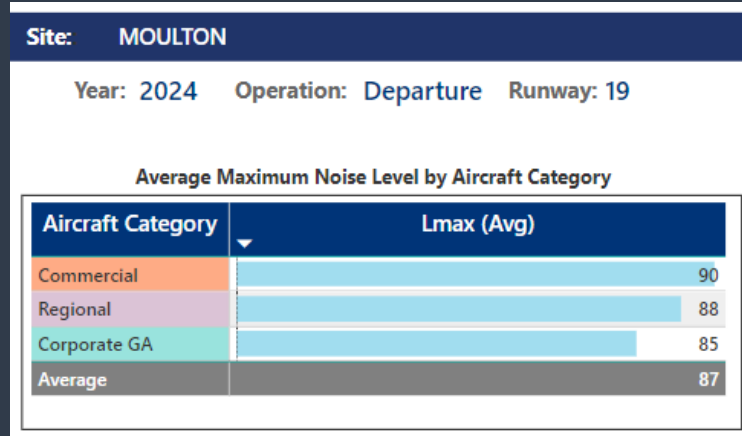 Site: MOULTON
Year: 2024 Operation: Departure Runway: 19
Average Maximum Noise Level by Aircraft Category
Aircraft Category Lmax (Avg)
Commercial 90
Regional 88
Corporate GA 85
Average 87